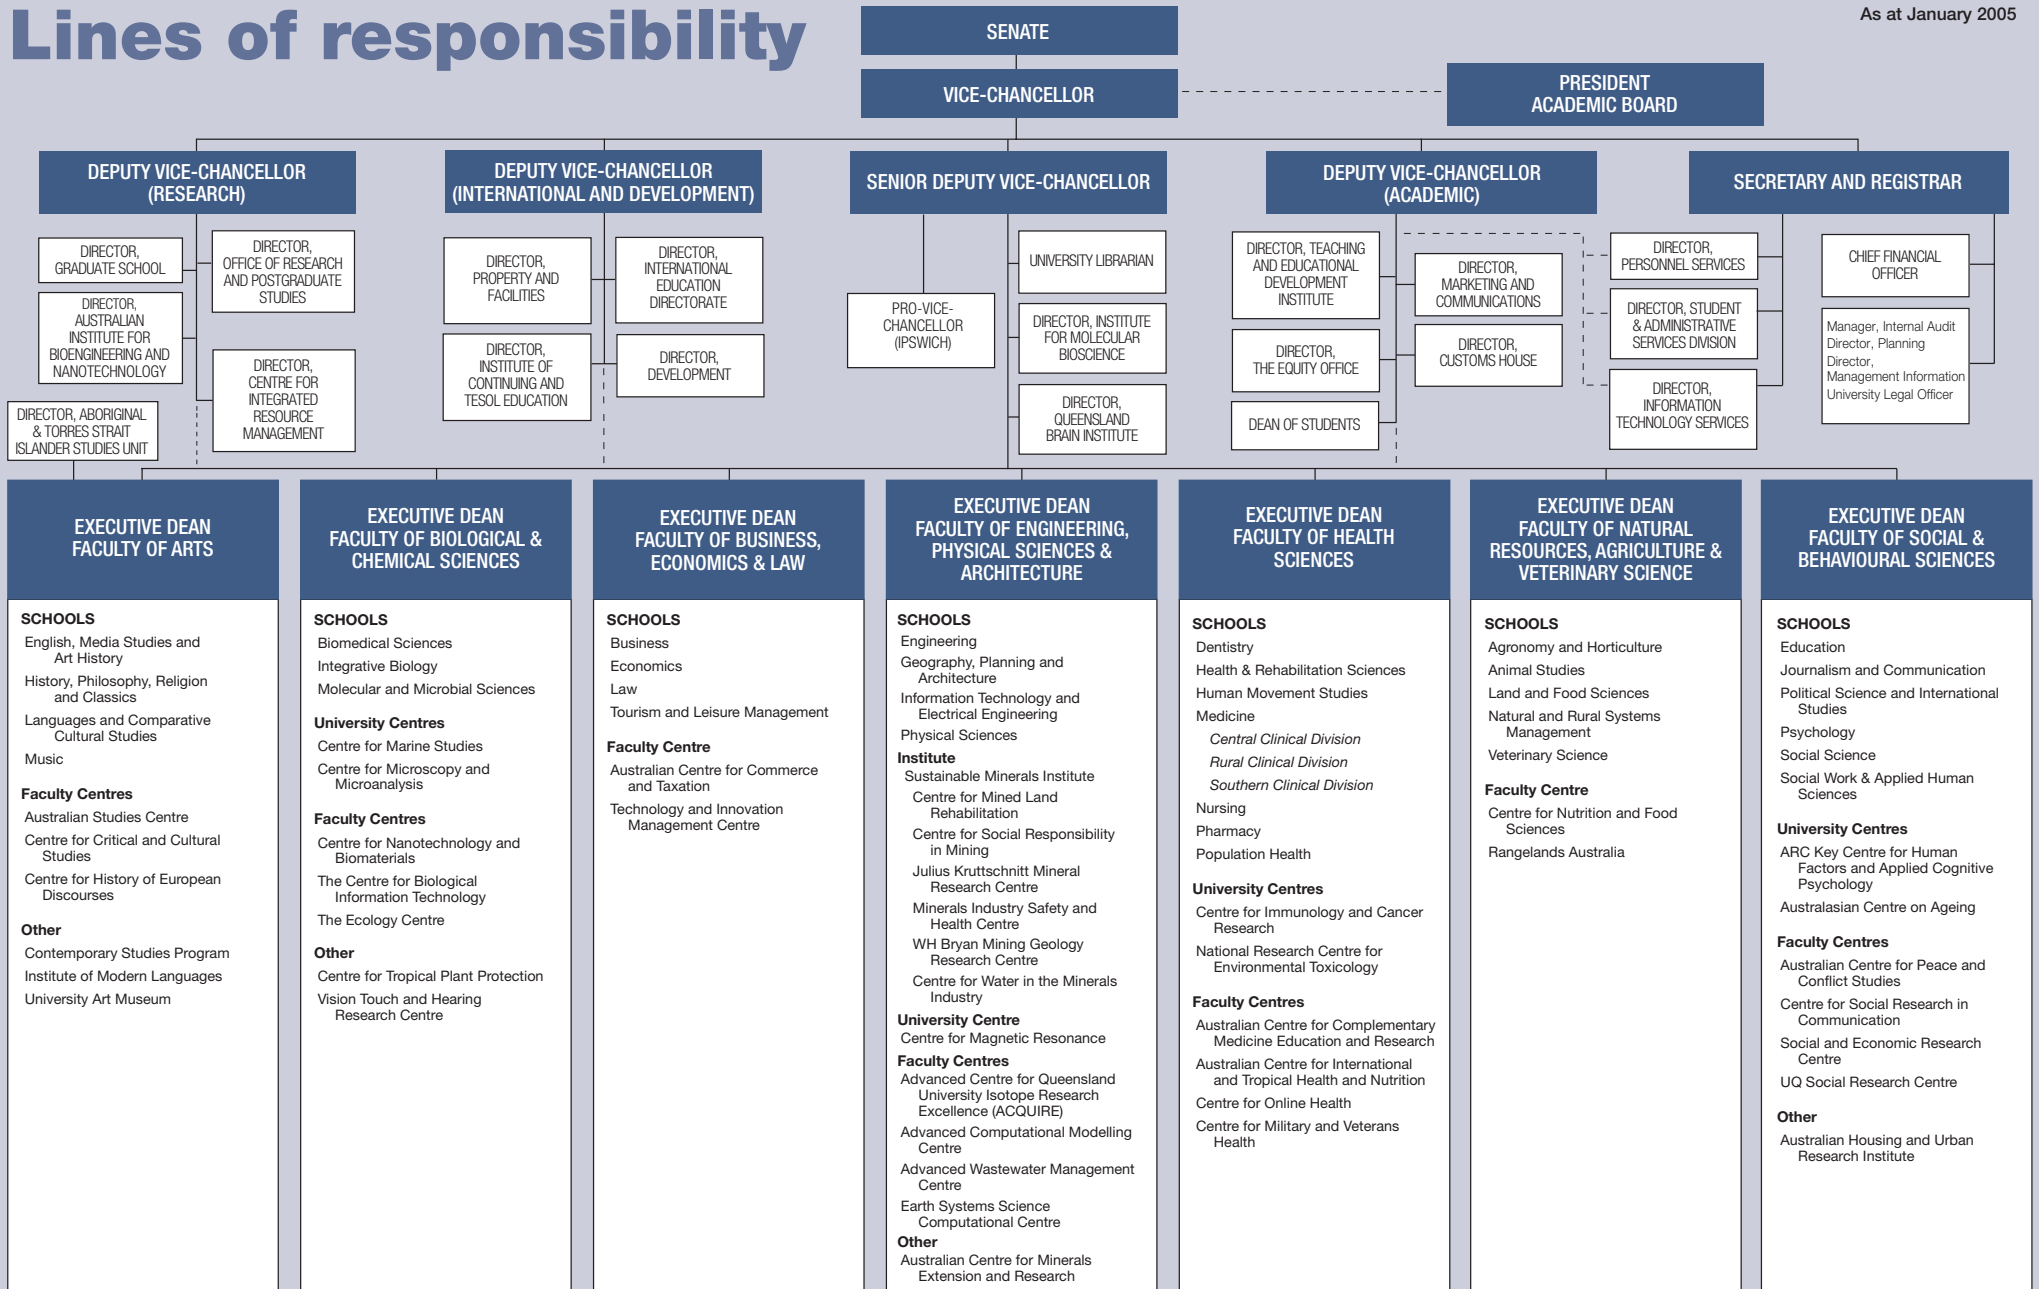 Lines of responsibility
As at January 2005
SENATE
VICE-CHANCELLOR
PRESIDENT
ACADEMIC BOARD
DEPUTY VICE-CHANCELLOR
(RESEARCH)
DEPUTY VICE-CHANCELLOR
(INTERNATIONAL AND DEVELOPMENT)
SENIOR DEPUTY VICE-CHANCELLOR
DEPUTY VICE-CHANCELLOR
(ACADEMIC)
SECRETARY AND REGISTRAR
DIRECTOR,
GRADUATE SCHOOL
DIRECTOR,
OFFICE OF RESEARCH
AND POSTGRADUATE
STUDIES
DIRECTOR,
AUSTRALIAN
INSTITUTE FOR
BIOENGINEERING AND
NANOTECHNOLOGY
DIRECTOR,
CENTRE FOR
INTEGRATED
RESOURCE
MANAGEMENT
DIRECTOR, ABORIGINAL
& TORRES STRAIT
ISLANDER STUDIES UNIT
DIRECTOR,
PROPERTY AND
FACILITIES
DIRECTOR,
INTERNATIONAL
EDUCATION
DIRECTORATE
DIRECTOR,
INSTITUTE OF
CONTINUING AND
TESOL EDUCATION
DIRECTOR,
DEVELOPMENT
PRO-VICE-
CHANCELLOR
(IPSWICH)
UNIVERSITY LIBRARIAN
DIRECTOR, INSTITUTE
FOR MOLECULAR
BIOSCIENCE
DIRECTOR,
QUEENSLAND
BRAIN INSTITUTE
DIRECTOR, TEACHING
AND EDUCATIONAL
DEVELOPMENT
INSTITUTE
DIRECTOR,
MARKETING AND
COMMUNICATIONS
DIRECTOR,
THE EQUITY OFFICE
DIRECTOR,
CUSTOMS HOUSE
DEAN OF STUDENTS
DIRECTOR,
PERSONNEL SERVICES
DIRECTOR, STUDENT
& ADMINISTRATIVE
SERVICES DIVISION
DIRECTOR,
INFORMATION
TECHNOLOGY SERVICES
CHIEF FINANCIAL
OFFICER
Manager, Internal Audit
Director, Planning
Director,
Management Information
University Legal Officer
EXECUTIVE DEAN
FACULTY OF ARTS
SCHOOLS
English, Media Studies and
Art History
History, Philosophy, Religion
and Classics
Languages and Comparative
Cultural Studies
Music
Faculty Centres
Australian Studies Centre
Centre for Critical and Cultural
Studies
Centre for History of European
Discourses
Other
Contemporary Studies Program
Institute of Modern Languages
University Art Museum
EXECUTIVE DEAN
FACULTY OF BIOLOGICAL &
CHEMICAL SCIENCES
SCHOOLS
Biomedical Sciences
Integrative Biology
Molecular and Microbial Sciences
University Centres
Centre for Marine Studies
Centre for Microscopy and
Microanalysis
Faculty Centres
Centre for Nanotechnology and
Biomaterials
The Centre for Biological
Information Technology
The Ecology Centre
Other
Centre for Tropical Plant Protection
Vision Touch and Hearing
Research Centre
EXECUTIVE DEAN
FACULTY OF BUSINESS,
ECONOMICS & LAW
SCHOOLS
Business
Economics
Law
Tourism and Leisure Management
Faculty Centre
Australian Centre for Commerce
and Taxation
Technology and Innovation
Management Centre
EXECUTIVE DEAN
FACULTY OF ENGINEERING,
PHYSICAL SCIENCES &
ARCHITECTURE
SCHOOLS
Engineering
Geography, Planning and
Architecture
Information Technology and
Electrical Engineering
Physical Sciences
Institute
Sustainable Minerals Institute
Centre for Mined Land
Rehabilitation
Centre for Social Responsibility
in Mining
Julius Kruttschnitt Mineral
Research Centre
Minerals Industry Safety and
Health Centre
WH Bryan Mining Geology
Research Centre
Centre for Water in the Minerals
Industry
University Centre
Centre for Magnetic Resonance
Faculty Centres
Advanced Centre for Queensland
University Isotope Research
Excellence (ACQUIRE)
Advanced Computational Modelling
Centre
Advanced Wastewater Management
Centre
Earth Systems Science
Computational Centre
Other
Australian Centre for Minerals
Extension and Research
EXECUTIVE DEAN
FACULTY OF HEALTH
SCIENCES
SCHOOLS
Dentistry
Health & Rehabilitation Sciences
Human Movement Studies
Medicine
Central Clinical Division
Rural Clinical Division
Southern Clinical Division
Nursing
Pharmacy
Population Health
University Centres
Centre for Immunology and Cancer
Research
National Research Centre for
Environmental Toxicology
Faculty Centres
Australian Centre for Complementary
Medicine Education and Research
Australian Centre for International
and Tropical Health and Nutrition
Centre for Online Health
Centre for Military and Veterans
Health
EXECUTIVE DEAN
FACULTY OF NATURAL
RESOURCES, AGRICULTURE &
VETERINARY SCIENCE
SCHOOLS
Agronomy and Horticulture
Animal Studies
Land and Food Sciences
Natural and Rural Systems
Management
Veterinary Science
Faculty Centre
Centre for Nutrition and Food
Sciences
Rangelands Australia
EXECUTIVE DEAN
FACULTY OF SOCIAL &
BEHAVIOURAL SCIENCES
SCHOOLS
Education
Journalism and Communication
Political Science and International
Studies
Psychology
Social Science
Social Work & Applied Human
Sciences
University Centres
ARC Key Centre for Human
Factors and Applied Cognitive
Psychology
Australasian Centre on Ageing
Faculty Centres
Australian Centre for Peace and
Conflict Studies
Centre for Social Research in
Communication
Social and Economic Research
Centre
UQ Social Research Centre
Other
Australian Housing and Urban
Research Institute